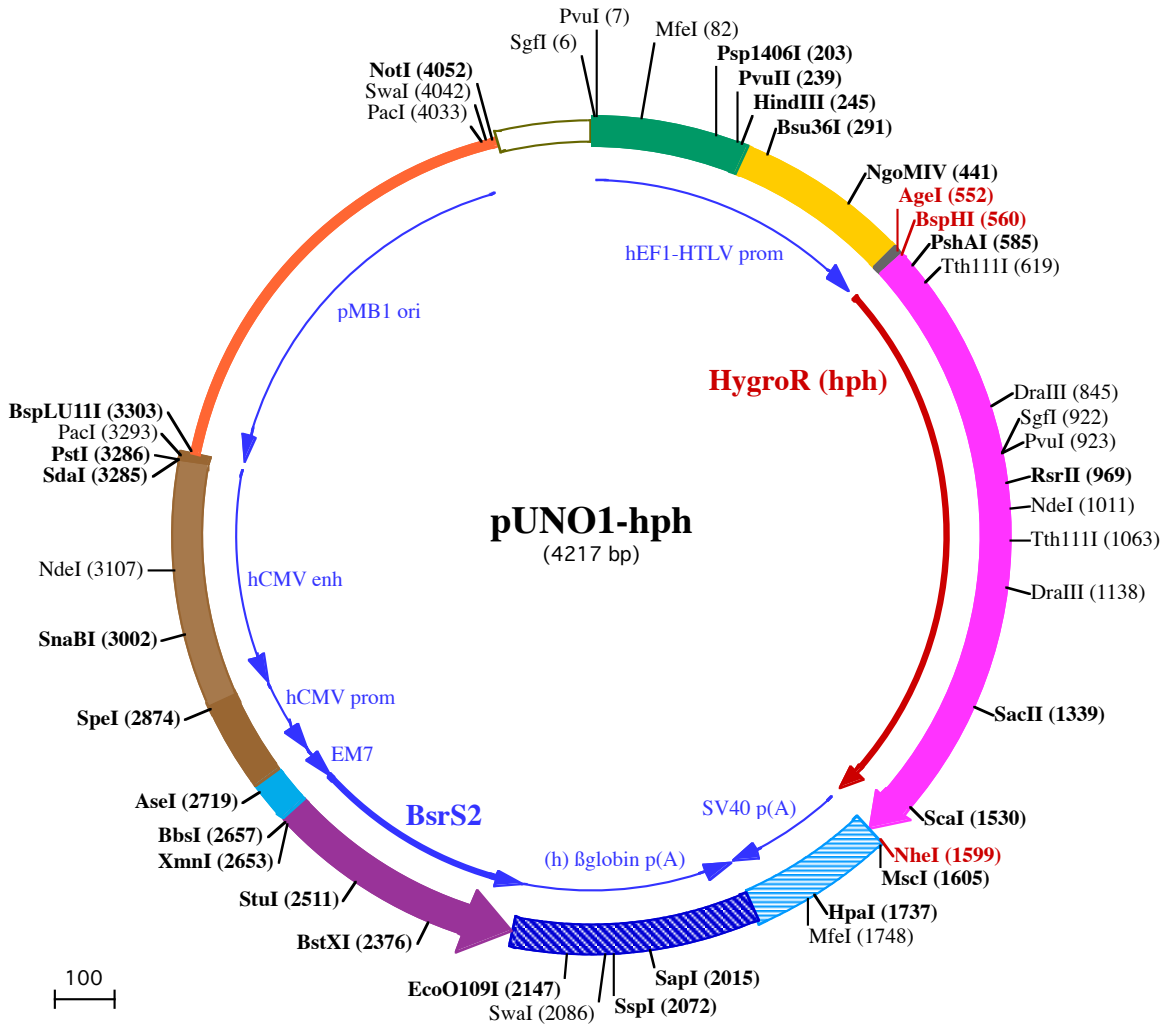 PvuI (7)
SgfI (6)
MfeI (82)
Psp1406I (203)
PvuII (239)
HindIII (245)
Bsu36I (291)
NgoMIV (441)
AgeI (552)
BspHI (560)
PshAI (585)
Tth111I (619)
DraIII (845)
SgfI (922)
PvuI (923)
RsrII (969)
NdeI (1011)
Tth111I (1063)
DraIII (1138)
SacII (1339)
ScaI (1530)
NheI (1599)
MscI (1605)
HpaI (1737)
MfeI (1748)
SapI (2015)
SspI (2072)
SwaI (2086)
EcoO109I (2147)
BstXI (2376)
StuI (2511)
XmnI (2653)
BbsI (2657)
AseI (2719)
SpeI (2874)
SnaBI (3002)
NdeI (3107)
SdaI (3285)
PstI (3286)
PacI (3293)
BspLU11I (3303)
PacI (4033)
SwaI (4042)
NotI (4052)
hEF1-HTLV prom
HygroR (hph)
SV40 p(A)
(h) ßglobin p(A)
BsrS2
EM7
hCMV prom
hCMV enh
pMB1 ori
pUNO1-hph
(4217 bp)
100